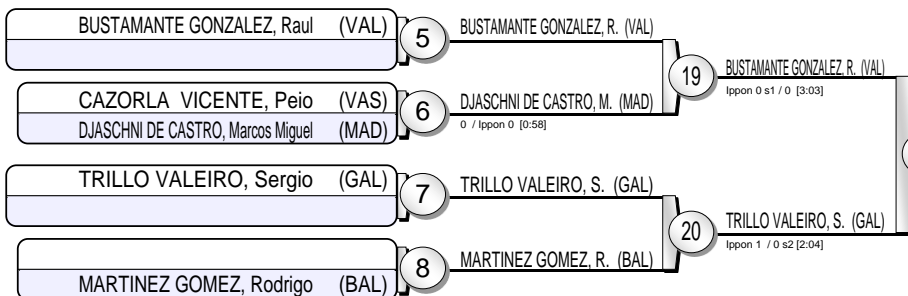 BUSTAMANTE GONZALEZ, Raul (VAL)
5
BUSTAMANTE GONZALEZ, R. (VAL)
19
BUSTAMANTE GONZALEZ, R. (VAL)
Ippon 0 s1 / 0 [3:03]
CAZORLA VICENTE, Peio (VAS)
DJASCHNI DE CASTRO, Marcos Miguel (MAD)
6
DJASCHNI DE CASTRO, M. (MAD)
0 / Ippon 0 [0:58]
TRILLO VALEIRO, Sergio (GAL)
7
TRILLO VALEIRO, S. (GAL)
20
TRILLO VALEIRO, S. (GAL)
Ippon 1 / 0 s2 [2:04]
MARTINEZ GOMEZ, Rodrigo (BAL)
8
MARTINEZ GOMEZ, R. (BAL)